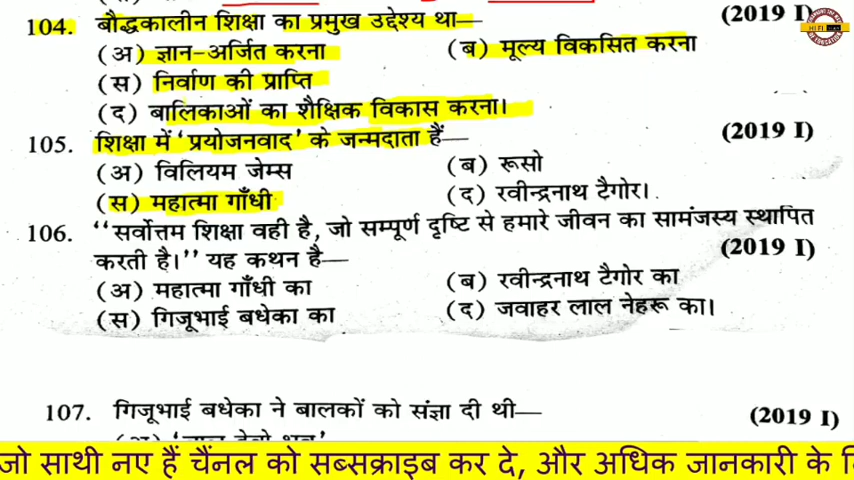 104. बौद्धकालीन शिक्षा का प्रमुख उद्देश्य था— (2019 I)
(अ) ज्ञान-अर्जित करना (ब) मूल्य विकसित करना
(स) निर्वाण की प्राप्ति
(द) बालिकाओं का शैक्षिक विकास करना।
105. शिक्षा में 'प्रयोजनवाद' के जन्मदाता हैं— (2019 I)
(अ) विलियम जेम्स (ब) रूसो
(स) महात्मा गाँधी (द) रवीन्द्रनाथ टैगोर।
106. ‘‘सर्वोत्तम शिक्षा वही है, जो सम्पूर्ण दृष्टि से हमारे जीवन का सामंजस्य स्थापित
करती है।’’ यह कथन है— (2019 I)
(अ) महात्मा गाँधी का (ब) रवीन्द्रनाथ टैगोर का
(स) गिजूभाई बधेका का (द) जवाहर लाल नेहरू का।
107. गिजूभाई बधेका ने बालकों को संज्ञा दी थी— (2019 I)
जो साथी नए हैं चैंनल को सब्सक्राइब कर दे, और अधिक जानकारी के